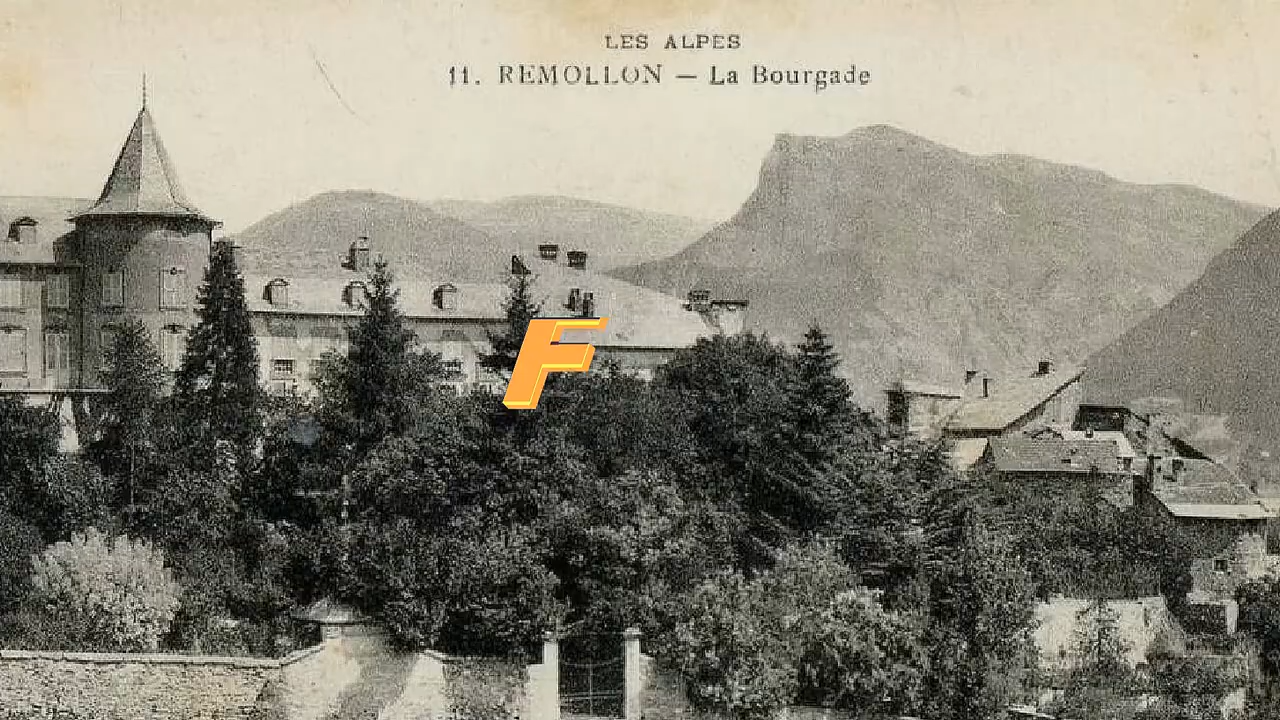 LES ALPES
11. REMOLLON — La Bourgade
F